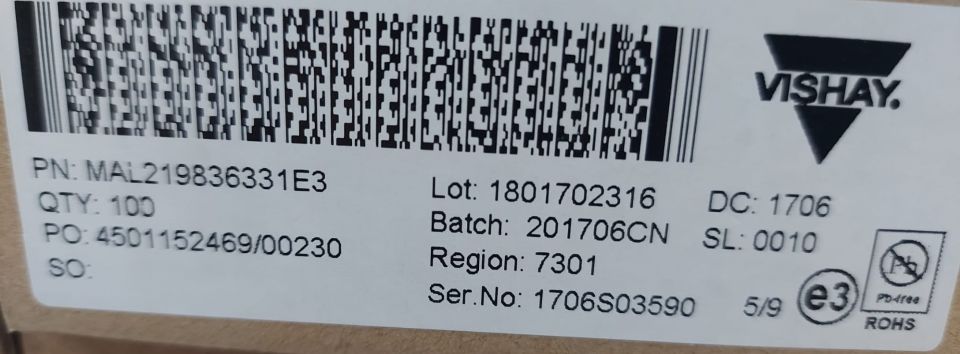 VISHAY.
PN: MAL219836331E3
QTY: 100
PO: 4501152469/00230
SO:
Lot: 1801702316
Batch: 201706CN
Region: 7301
Ser.No: 1706S03590
DC: 1706
SL: 0010
5/9
e3
Pb
Pb-free
ROHS